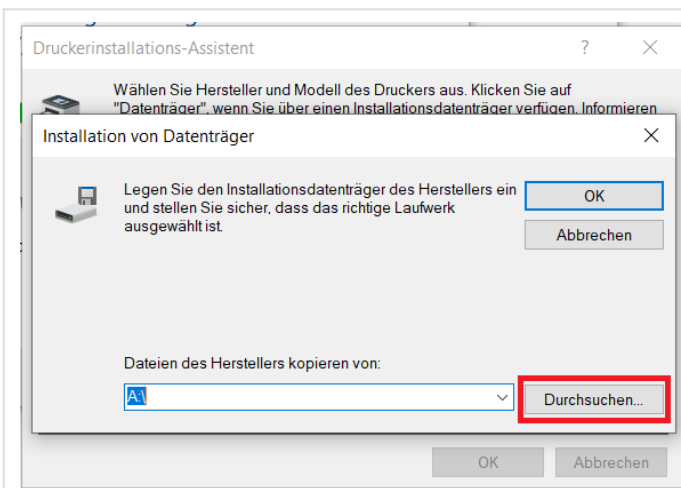 Druckerinstallations-Assistent
Wählen Sie Hersteller und Modell des Druckers aus. Klicken Sie auf
"Datenträger", wenn Sie über einen Installationsdatenträger verfügen. Informieren
Installation von Datenträger
Legen Sie den Installationsdatenträger des Herstellers ein
und stellen Sie sicher, dass das richtige Laufwerk
ausgewählt ist.
OK
Abbrechen
Dateien des Herstellers kopieren von:
A:\
Durchsuchen...
OK
Abbrechen